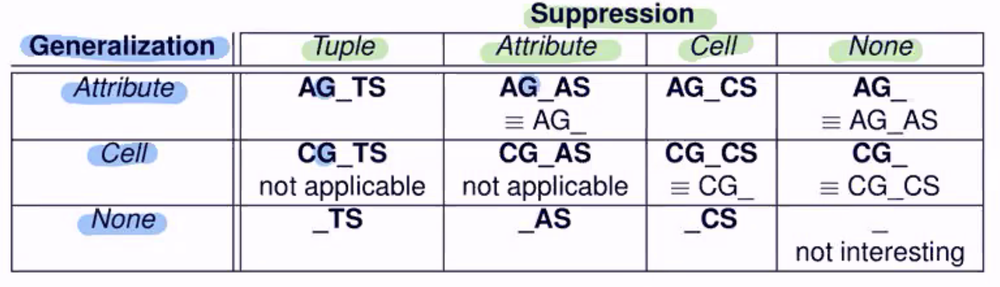 Suppression
Generalization Tuple Attribute Cell None
Attribute AG_TS AG_AS AG_CS AG_
≡ AG_ ≡ AG_AS
Cell CG_TS CG_AS CG_CS CG_
not applicable not applicable ≡ CG_ ≡ CG_CS
None _TS _AS _CS _
not interesting